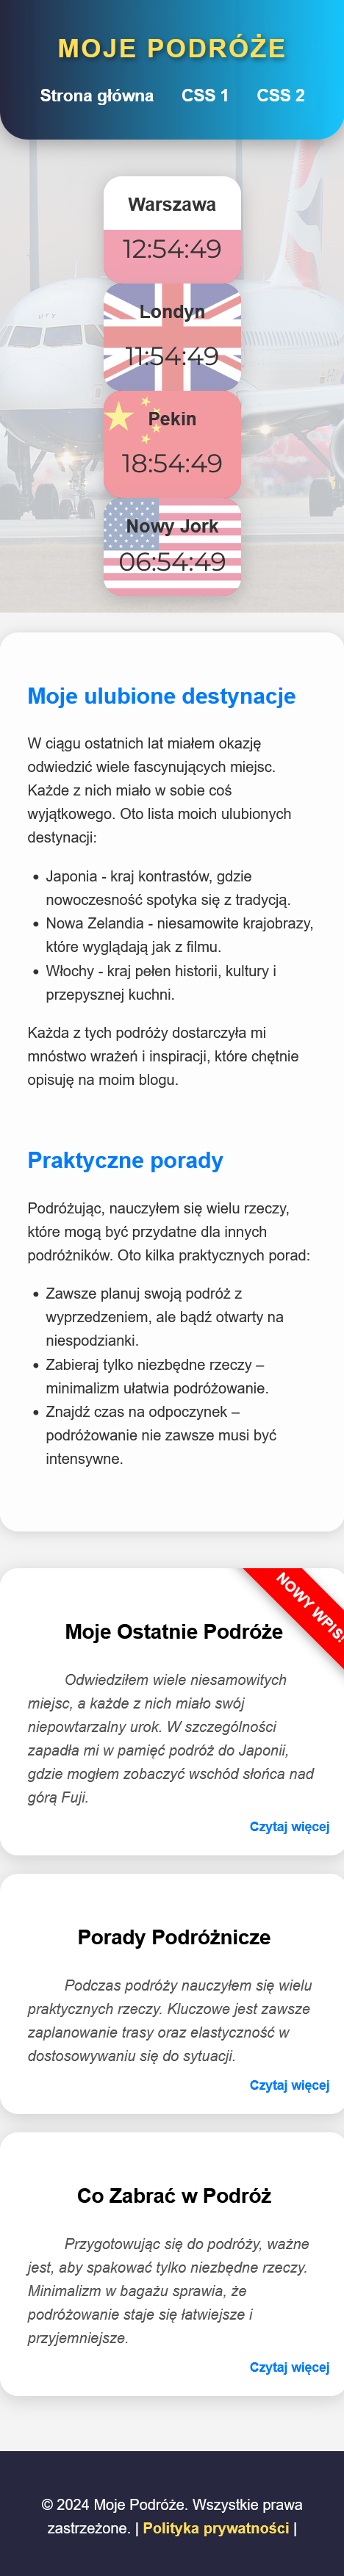 MOJE PODRÓŻE
Strona główna CSS 1 CSS 2
Warszawa
12:54:49
Londyn
11:54:49
Pekin
18:54:49
Nowy Jork
06:54:49
Moje ulubione destynacje
W ciągu ostatnich lat miałem okazję
odwiedzić wiele fascynujących miejsc.
Każde z nich miało w sobie coś
wyjątkowego. Oto lista moich ulubionych
destynacji:
• Japonia - kraj kontrastów, gdzie
nowoczesność spotyka się z tradycją.
• Nowa Zelandia - niesamowite krajobrazy,
które wyglądają jak z filmu.
• Włochy - kraj pełen historii, kultury i
przepysznej kuchni.
Każda z tych podróży dostarczyła mi
mnóstwo wrażeń i inspiracji, które chętnie
opisuję na moim blogu.
Praktyczne porady
Podróżując, nauczyłem się wielu rzeczy,
które mogą być przydatne dla innych
podróżników. Oto kilka praktycznych porad:
• Zawsze planuj swoją podróż z
wyprzedzeniem, ale bądź otwarty na
niespodzianki.
• Zabieraj tylko niezbędne rzeczy –
minimalizm ułatwia podróżowanie.
• Znajdź czas na odpoczynek –
podróżowanie nie zawsze musi być
intensywne.
NOWY WPIS!
Moje Ostatnie Podróże
Odwiedziłem wiele niesamowitych
miejsc, a każde z nich miało swój
niepowtarzalny urok. W szczególności
zapadła mi w pamięć podróż do Japonii,
gdzie mogłem zobaczyć wschód słońca nad
górą Fuji.
Czytaj więcej
Porady Podróżnicze
Podczas podróży nauczyłem się wielu
praktycznych rzeczy. Kluczowe jest zawsze
zaplanowanie trasy oraz elastyczność w
dostosowywaniu się do sytuacji.
Czytaj więcej
Co Zabrać w Podróż
Przygotowując się do podróży, ważne
jest, aby spakować tylko niezbędne rzeczy.
Minimalizm w bagażu sprawia, że
podróżowanie staje się łatwiejsze i
przyjemniejsze.
Czytaj więcej
© 2024 Moje Podróże. Wszystkie prawa
zastrzeżone. | Polityka prywatności |